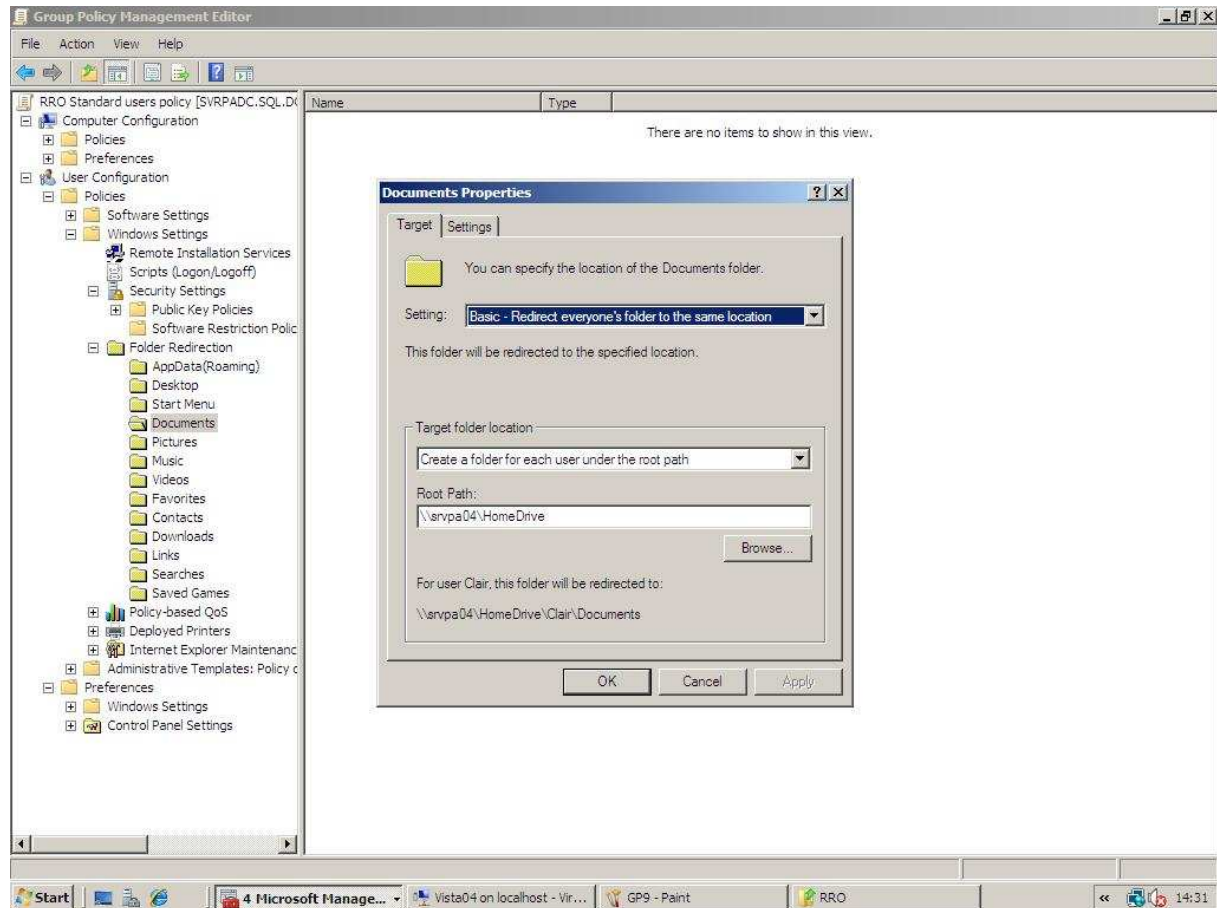 Group Policy Management Editor
File Action View Help
Name Type
RRO Standard users policy [SVRPADC.SQL.DO
Computer Configuration
Policies
Preferences
User Configuration
Policies
Software Settings
Windows Settings
Remote Installation Services
Scripts (Logon/Logoff)
Security Settings
Public Key Policies
Software Restriction Polic
Folder Redirection
AppData(Roaming)
Desktop
Start Menu
Documents
Pictures
Music
Videos
Favorites
Contacts
Downloads
Links
Searches
Saved Games
Policy-based QoS
Deployed Printers
Internet Explorer Maintenanc
Administrative Templates: Policy c
Preferences
Windows Settings
Control Panel Settings
There are no items to show in this view.
Documents Properties
Target Settings
You can specify the location of the Documents folder.
Setting: Basic - Redirect everyone's folder to the same location
This folder will be redirected to the specified location.
Target folder location
Create a folder for each user under the root path
Root Path:
\\srvpa04\HomeDrive
Browse...
For user Clair, this folder will be redirected to:
\\srvpa04\HomeDrive\Clair\Documents
OK Cancel Apply
Start 4 Microsoft Manage... Vista04 on localhost - Vir... GP9 - Paint RRO « 14:31